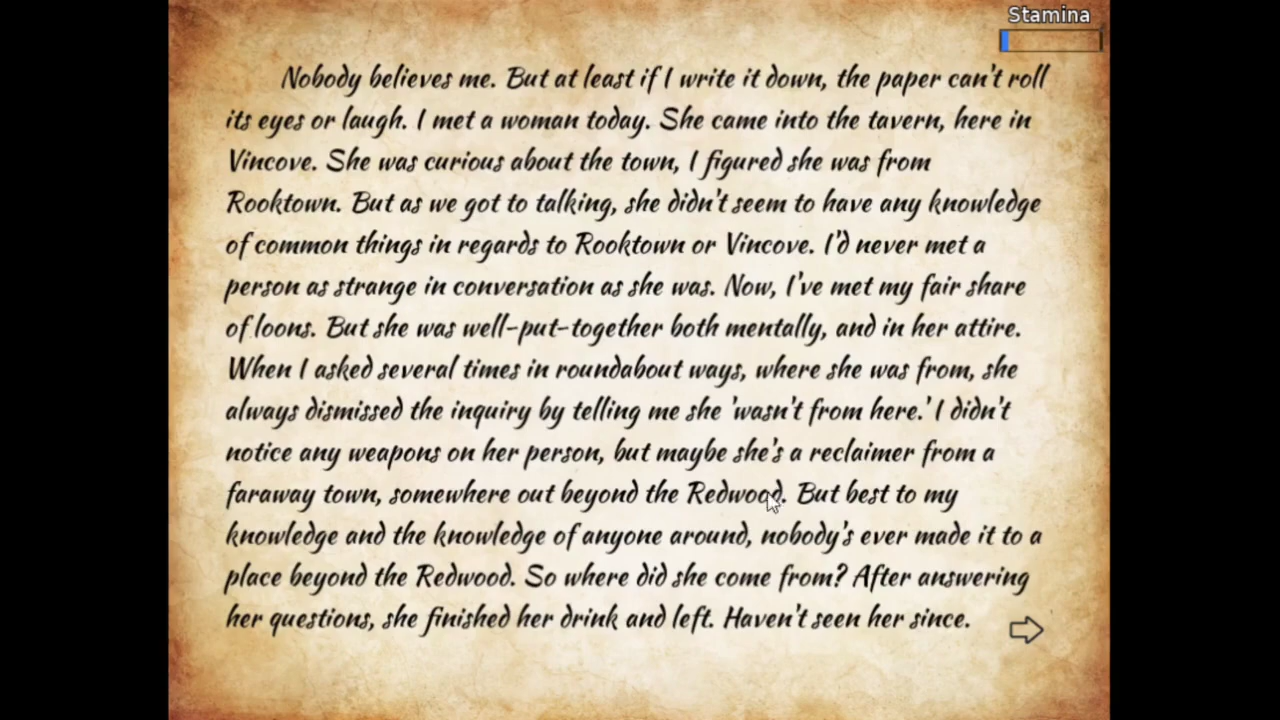 Stamina
Nobody believes me. But at least if I write it down, the paper can't roll
its eyes or laugh. I met a woman today. She came into the tavern, here in
Vincove. She was curious about the town, I figured she was from
Rooktown. But as we got to talking, she didn't seem to have any knowledge
of common things in regards to Rooktown or Vincove. I'd never met a
person as strange in conversation as she was. Now, I've met my fair share
of loons. But she was well-put-together both mentally, and in her attire.
When I asked several times in roundabout ways, where she was from, she
always dismissed the inquiry by telling me she 'wasn't from here.' I didn't
notice any weapons on her person, but maybe she's a reclaimer from a
faraway town, somewhere out beyond the Redwood. But best to my
knowledge and the knowledge of anyone around, nobody's ever made it to a
place beyond the Redwood. So where did she come from? After answering
her questions, she finished her drink and left. Haven't seen her since.